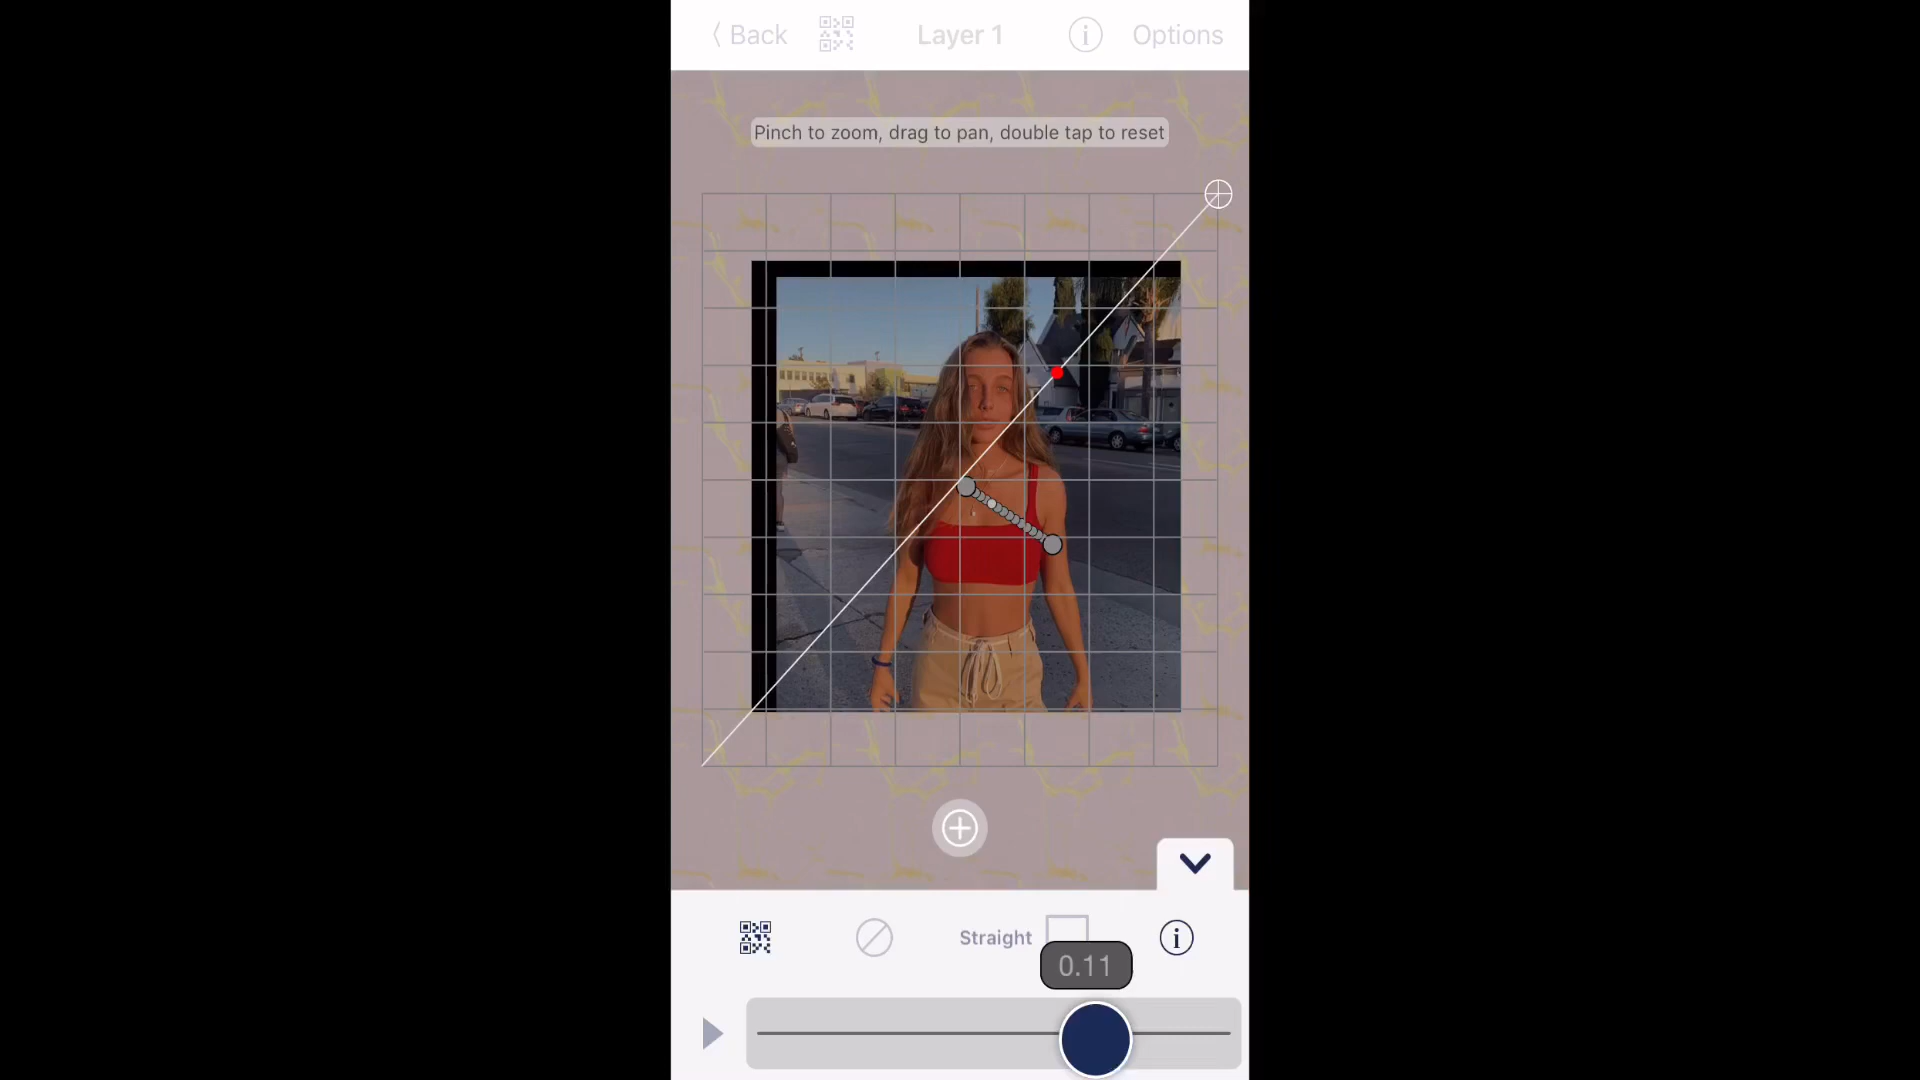 Back
Layer 1
Options
Pinch to zoom, drag to pan, double tap to reset
Straight
0.11